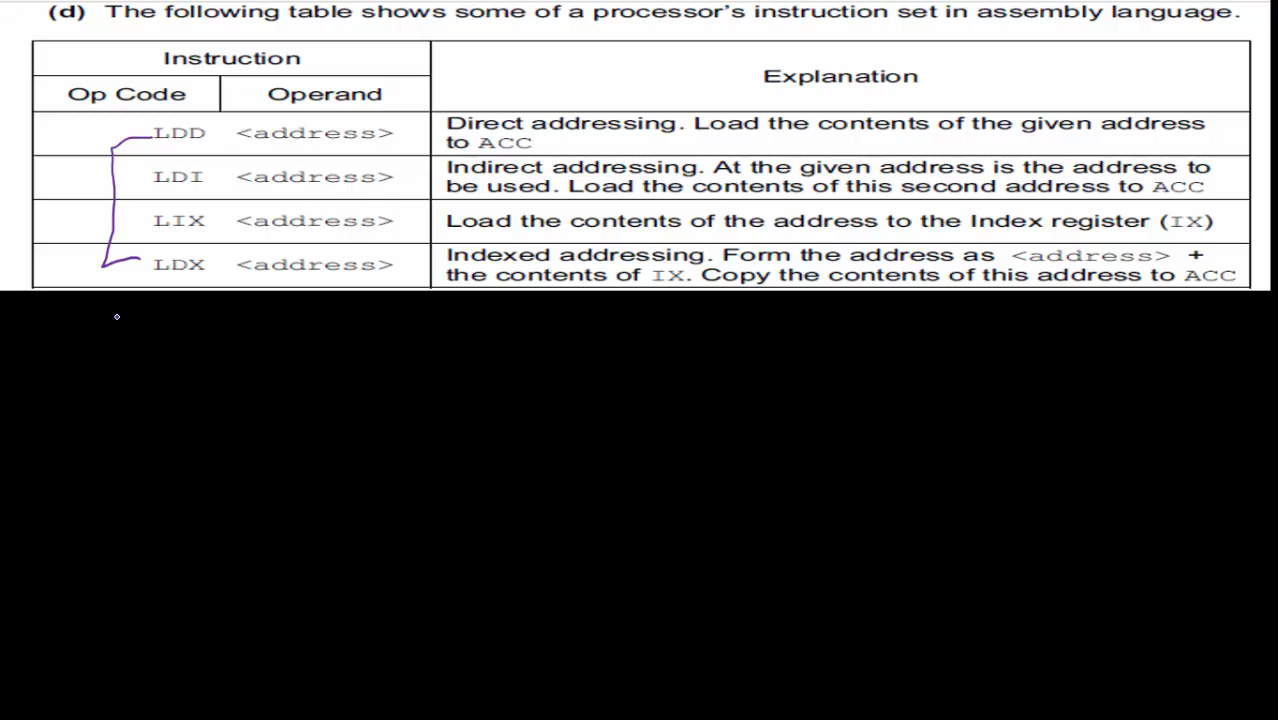 (d) The following table shows some of a processor's instruction set in assembly language.
Instruction
Explanation
Op Code Operand
LDD <address> Direct addressing. Load the contents of the given address
to ACC
LDI <address> Indirect addressing. At the given address is the address to
be used. Load the contents of this second address to ACC
LIX <address> Load the contents of the address to the Index register (IX)
LDX <address> Indexed addressing. Form the address as <address> +
the contents of IX. Copy the contents of this address to ACC